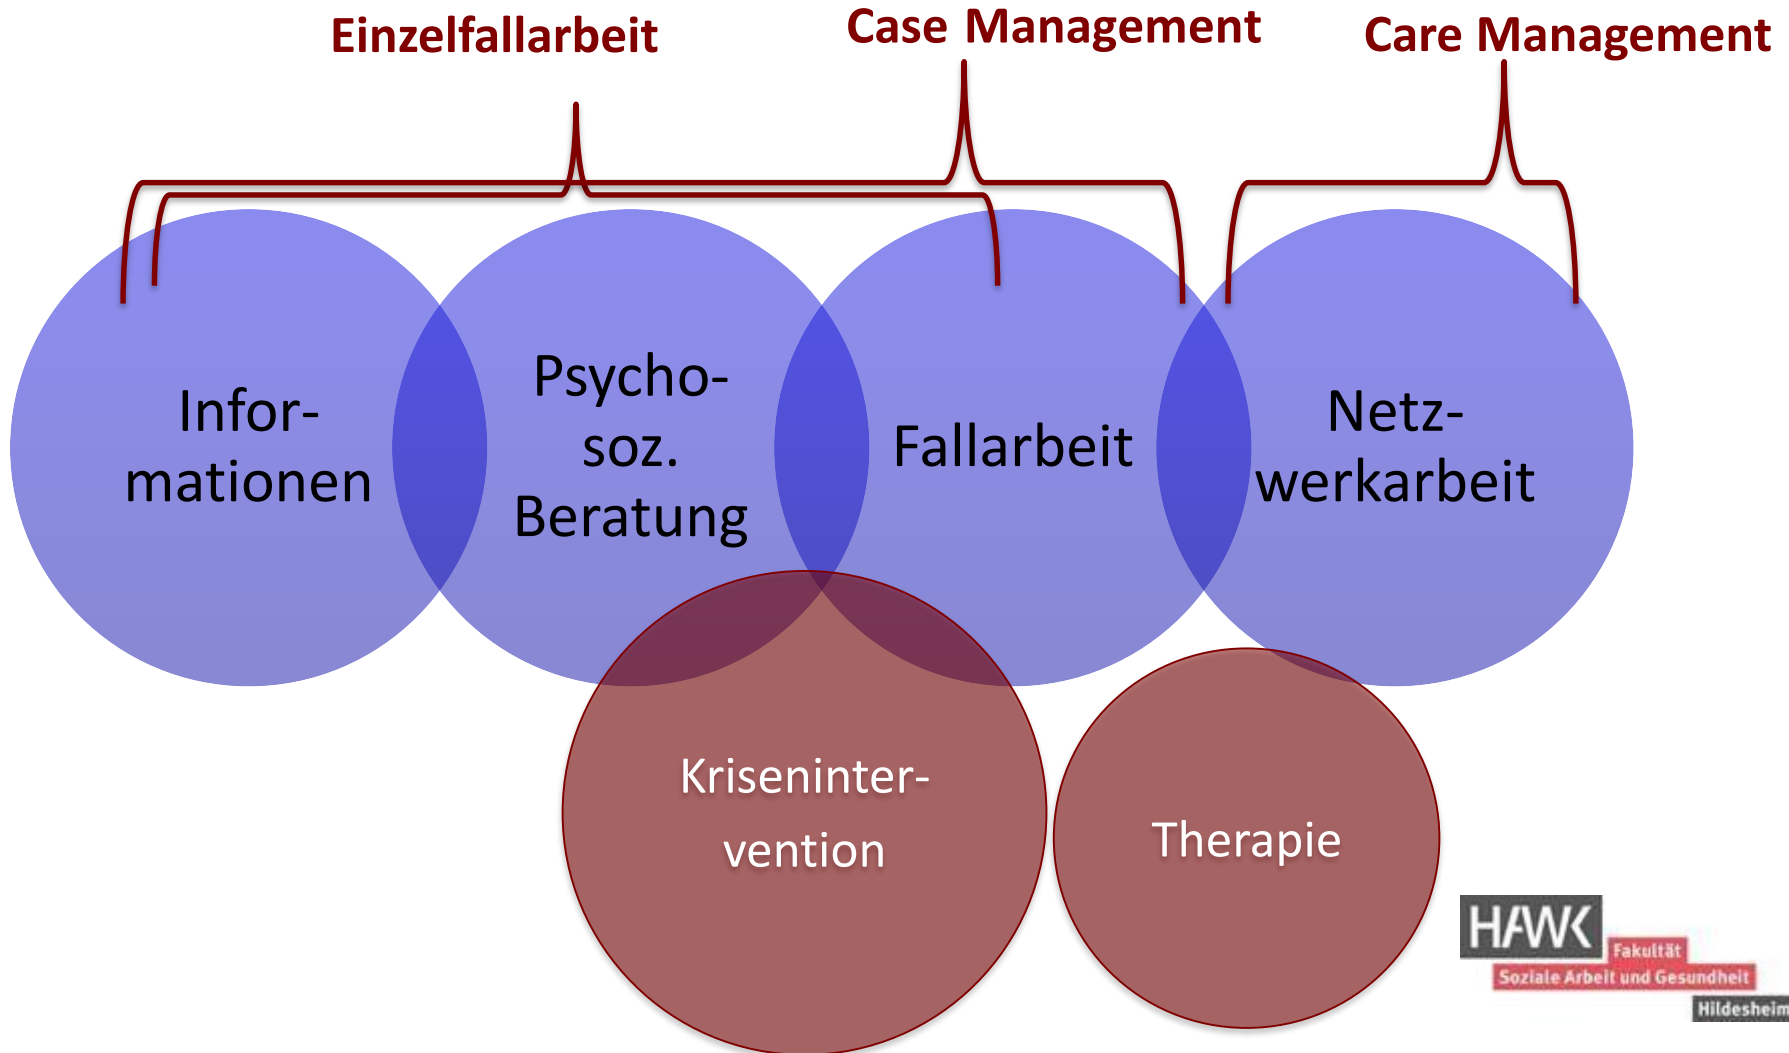 Einzelfallarbeit
Case Management
Care Management
Infor-
mationen
Psycho-
soz.
Beratung
Fallarbeit
Netz-
werkarbeit
Kriseninter-
vention
Therapie
HAWK
Fakultät
Soziale Arbeit und Gesundheit
Hildesheim